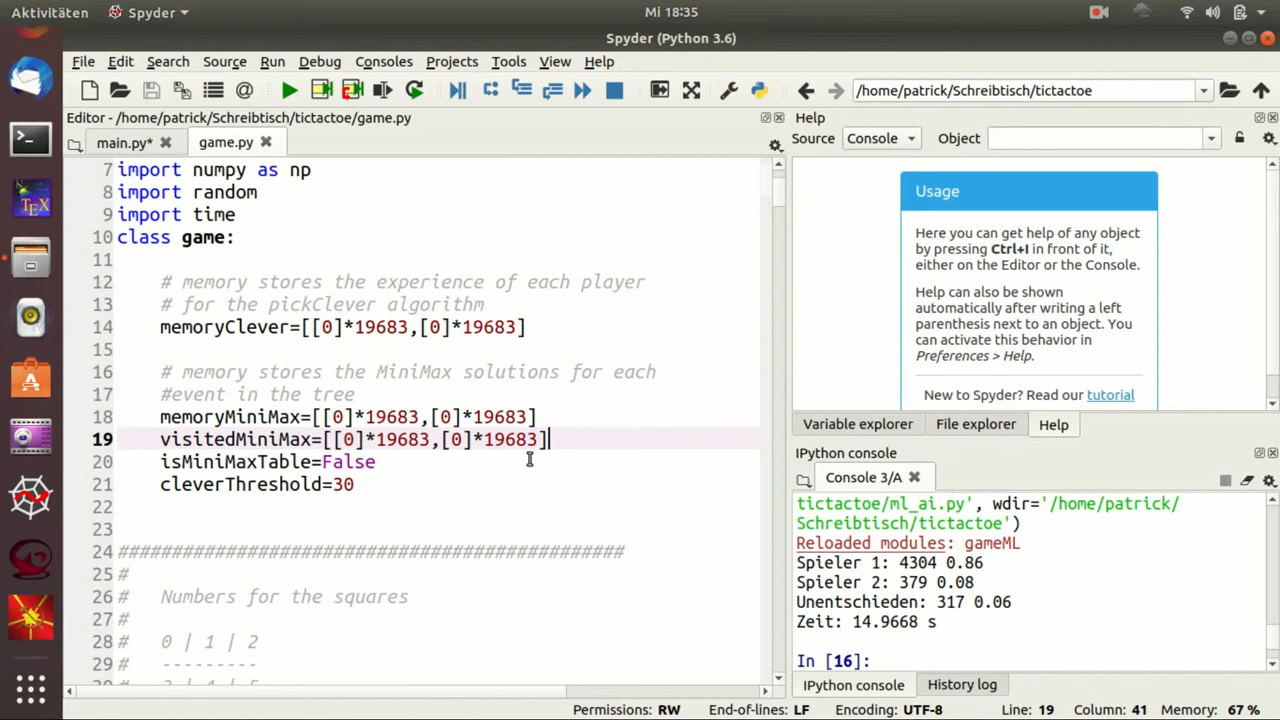 Aktivitäten
Spyder
Mi 18:35
Spyder (Python 3.6)
File Edit Search Source Run Debug Consoles Projects Tools View Help
/home/patrick/Schreibtisch/tictactoe
Editor - /home/patrick/Schreibtisch/tictactoe/game.py
main.py*
game.py
7 import numpy as np
8 import random
9 import time
10 class game:
11
12 # memory stores the experience of each player
13 # for the pickClever algorithm
14 memoryClever=[[0]*19683,[0]*19683]
15
16 # memory stores the MiniMax solutions for each
17 #event in the tree
18 memoryMiniMax=[[0]*19683,[0]*19683]
19 visitedMiniMax=[[0]*19683,[0]*19683]
20 isMiniMaxTable=False
21 cleverThreshold=30
22
23
24 ###############################################
25 #
26 # Numbers for the squares
27 #
28 # 0 | 1 | 2
29 # ---------
Help
Source Console Object
Usage
Here you can get help of any object
by pressing Ctrl+I in front of it,
either on the Editor or the Console.
Help can also be shown
automatically after writing a left
parenthesis next to an object. You
can activate this behavior in
Preferences > Help.
New to Spyder? Read our tutorial
Variable explorer
File explorer
Help
IPython console
Console 3/A
tictactoe/ml_ai.py', wdir='/home/patrick/
Schreibtisch/tictactoe')
Reloaded modules: gameML
Spieler 1: 4304 0.86
Spieler 2: 379 0.08
Unentschieden: 317 0.06
Zeit: 14.9668 s
In [16]:
IPython console
History log
Permissions: RW End-of-lines: LF Encoding: UTF-8 Line: 19 Column: 41 Memory: 67 %
TEX